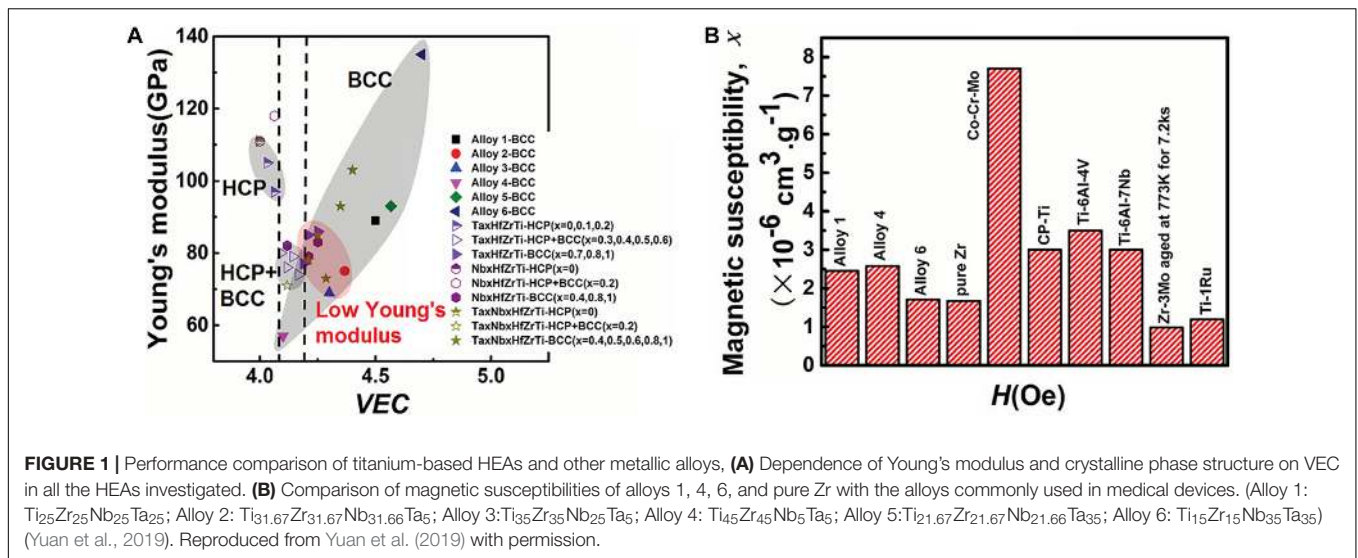 A
Young's modulus(GPa)
140
120
100
80
60
4.0
4.5
5.0
VEC
BCC
HCP
HCP+
BCC
Low Young's
modulus
Alloy 1-BCC
Alloy 2-BCC
Alloy 3-BCC
Alloy 4-BCC
Alloy 5-BCC
Alloy 6-BCC
TaxHfZrTi-HCP(x=0,0.1,0.2)
TaxHfZrTi-HCP+BCC(x=0.3,0.4,0.5,0.6)
TaxHfZrTi-BCC(x=0.7,0.8,1)
NbxHfZrTi-HCP(x=0)
NbxHfZrTi-HCP+BCC(x=0.2)
NbxHfZrTi-BCC(x=0.4,0.8,1)
TaxNbxHfZrTi-HCP(x=0)
TaxNbxHfZrTi-HCP+BCC(x=0.2)
TaxNbxHfZrTi-BCC(x=0.4,0.5,0.6,0.8,1)
B
Magnetic susceptibility, x
(×10⁻⁶ cm³.g⁻¹)
8
7
6
5
4
3
2
1
0
Alloy 1
Alloy 4
Alloy 6
pure Zr
Co-Cr-Mo
CP-Ti
Ti-6Al-4V
Ti-6Al-7Nb
Zr-3Mo aged at 773K for 7.2ks
Ti-1Ru
H(Oe)
FIGURE 1 | Performance comparison of titanium-based HEAs and other metallic alloys, (A) Dependence of Young's modulus and crystalline phase structure on VEC
in all the HEAs investigated. (B) Comparison of magnetic susceptibilities of alloys 1, 4, 6, and pure Zr with the alloys commonly used in medical devices. (Alloy 1:
Ti₂₅Zr₂₅Nb₂₅Ta₂₅; Alloy 2: Ti₃₁.₆₇Zr₃₁.₆₇Nb₃₁.₆₆Ta₅; Alloy 3:Ti₃₅Zr₃₅Nb₂₅Ta₅; Alloy 4: Ti₄₅Zr₄₅Nb₅Ta₅; Alloy 5:Ti₂₁.₆₇Zr₂₁.₆₇Nb₂₁.₆₆Ta₃₅; Alloy 6: Ti₁₅Zr₁₅Nb₃₅Ta₃₅)
(Yuan et al., 2019). Reproduced from Yuan et al. (2019) with permission.